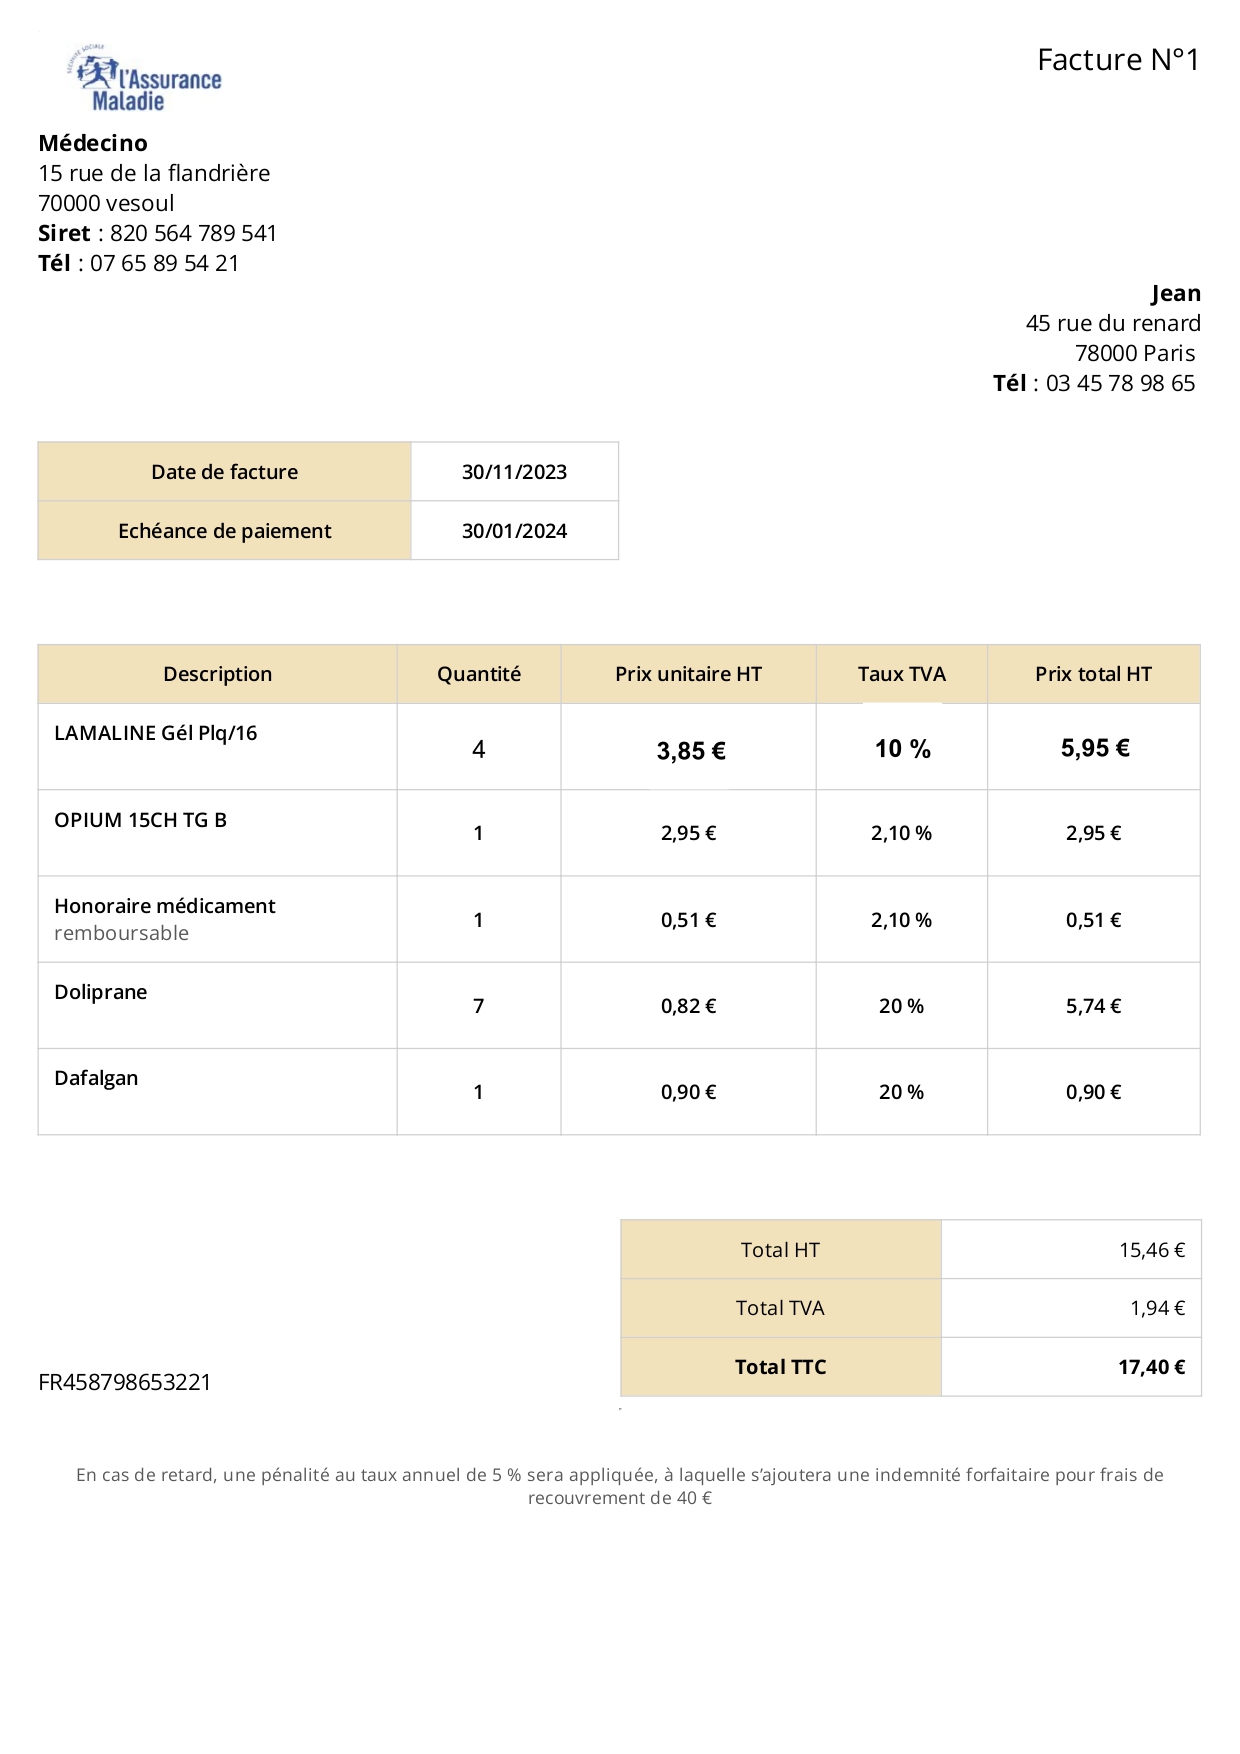 SÉCURITÉ SOCIALE
l'Assurance
Maladie
Facture N°1
Médecino
15 rue de la flandrière
70000 vesoul
Siret : 820 564 789 541
Tél : 07 65 89 54 21
Jean
45 rue du renard
78000 Paris
Tél : 03 45 78 98 65
Date de facture 30/11/2023
Echéance de paiement 30/01/2024
Description Quantité Prix unitaire HT Taux TVA Prix total HT
LAMALINE Gél Plq/16 4 3,85 € 10 % 5,95 €
OPIUM 15CH TG B 1 2,95 € 2,10 % 2,95 €
Honoraire médicament 1 0,51 € 2,10 % 0,51 €
remboursable
Doliprane 7 0,82 € 20 % 5,74 €
Dafalgan 1 0,90 € 20 % 0,90 €
Total HT 15,46 €
Total TVA 1,94 €
Total TTC 17,40 €
FR458798653221
En cas de retard, une pénalité au taux annuel de 5 % sera appliquée, à laquelle s’ajoutera une indemnité forfaitaire pour frais de
recouvrement de 40 €